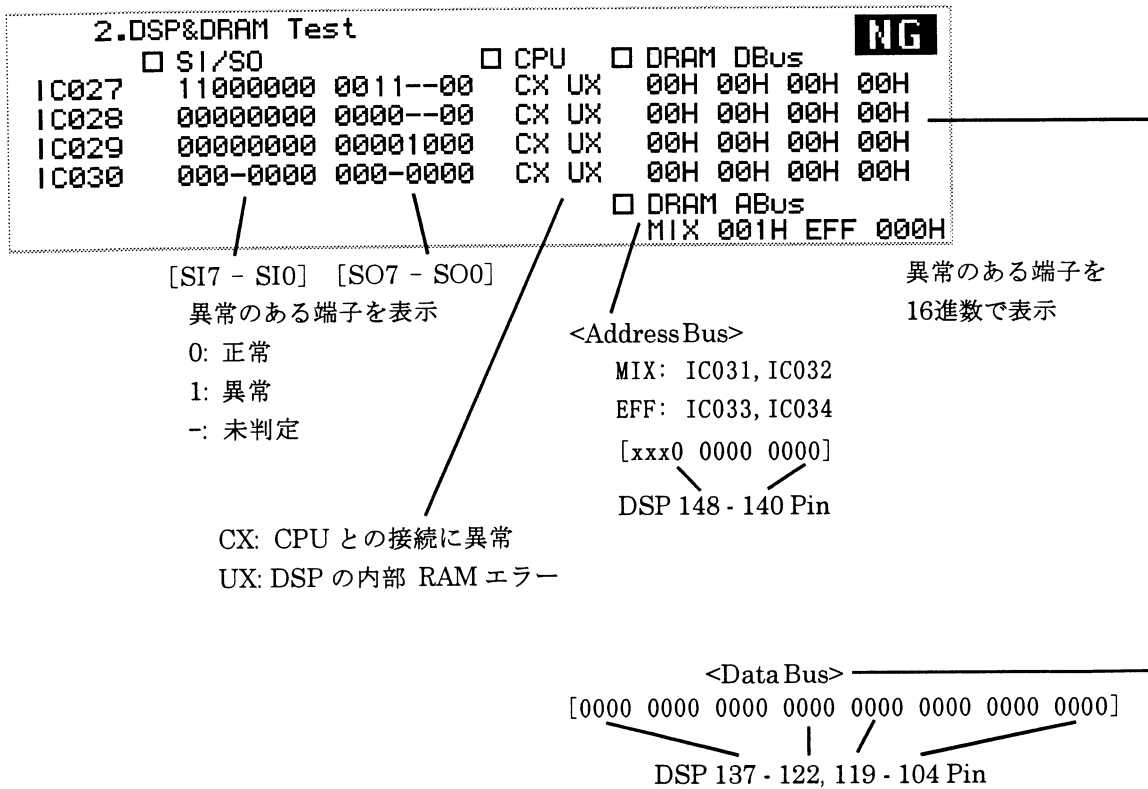 2.DSP&DRAM Test NG
□ SI/SO □ CPU □ DRAM DBus
IC027 11000000 0011--00 CX UX 00H 00H 00H 00H
IC028 00000000 0000--00 CX UX 00H 00H 00H 00H
IC029 00000000 00001000 CX UX 00H 00H 00H 00H
IC030 000-0000 000-0000 CX UX 00H 00H 00H 00H
□ DRAM ABus
MIX 001H EFF 000H
[SI7 - SI0] [SO7 - SO0]
異常のある端子を表示
0: 正常
1: 異常
-: 未判定
異常のある端子を
16進数で表示
<Address Bus>
MIX: IC031, IC032
EFF: IC033, IC034
[xxx0 0000 0000]
DSP 148 - 140 Pin
CX: CPU との接続に異常
UX: DSP の内部 RAM エラー
<Data Bus>
[0000 0000 0000 0000 0000 0000 0000 0000]
DSP 137 - 122, 119 - 104 Pin